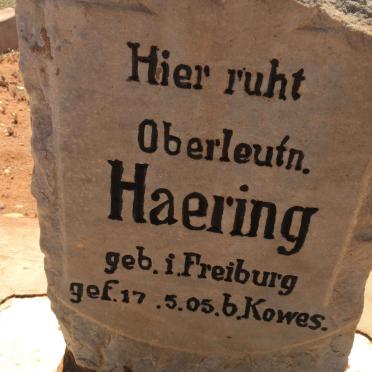 Hier ruht
Oberleutn.
Haering
geb. i. Freiburg
gef. 17 .5.05. b. Kowes.